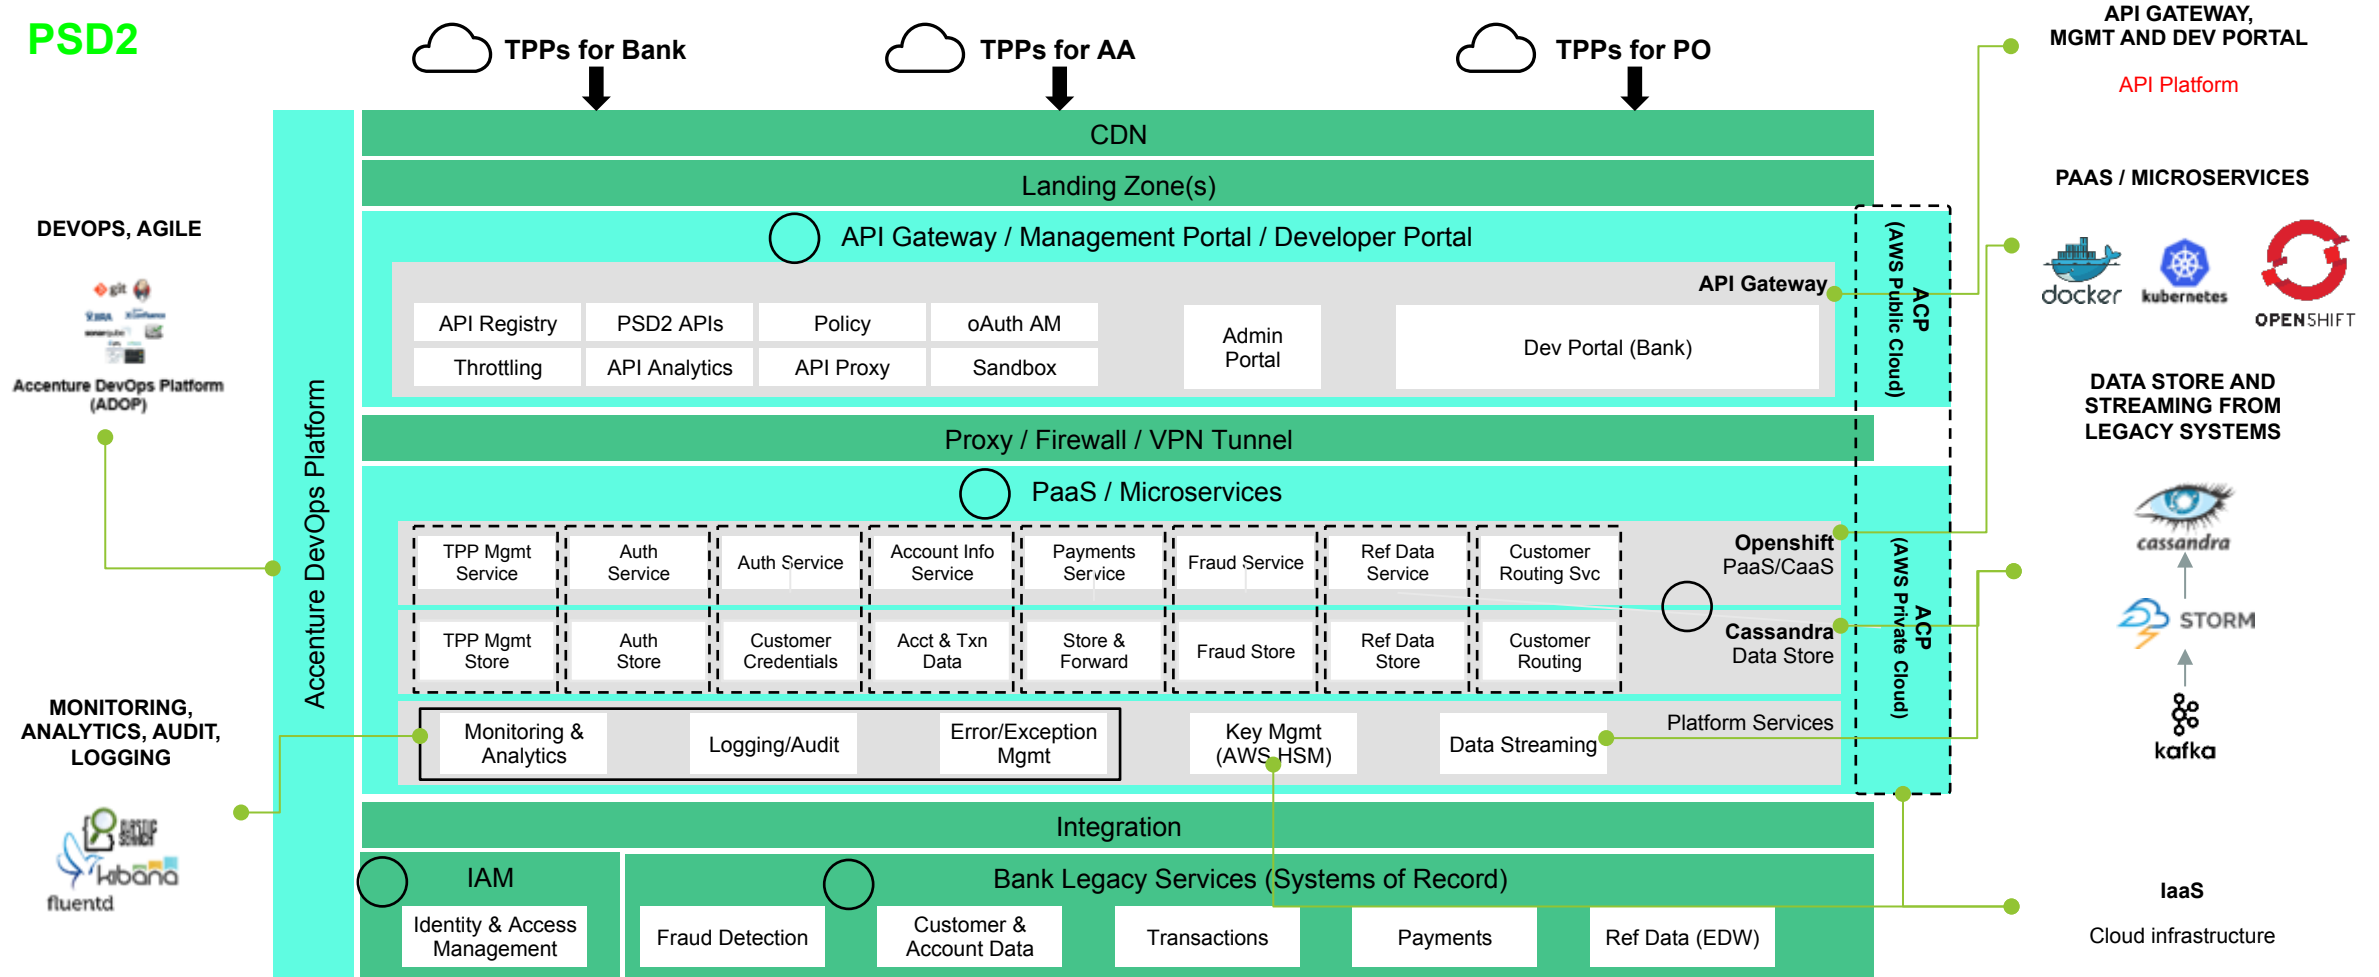 PSD2
TPPs for Bank
TPPs for AA
TPPs for PO
API GATEWAY,
MGMT AND DEV PORTAL
API Platform
CDN
Landing Zone(s)
API Gateway / Management Portal / Developer Portal
API Gateway
API Registry
PSD2 APIs
Policy
oAuth AM
Throttling
API Analytics
API Proxy
Sandbox
Admin
Portal
Dev Portal (Bank)
ACP
(AWS Public Cloud)
PAAS / MICROSERVICES
docker
kubernetes
OPENSHIFT
DEVOPS, AGILE
git
Accenture DevOps Platform
(ADOP)
Accenture DevOps Platform
Proxy / Firewall / VPN Tunnel
PaaS / Microservices
TPP Mgmt
Service
Auth
Service
Auth Service
Account Info
Service
Payments
Service
Fraud Service
Ref Data
Service
Customer
Routing Svc
Openshift
PaaS/CaaS
TPP Mgmt
Store
Auth
Store
Customer
Credentials
Acct & Txn
Data
Store &
Forward
Fraud Store
Ref Data
Store
Customer
Routing
Cassandra
Data Store
ACP
(AWS Private Cloud)
DATA STORE AND
STREAMING FROM
LEGACY SYSTEMS
cassandra
STORM
kafka
MONITORING,
ANALYTICS, AUDIT,
LOGGING
kibana
fluentd
Monitoring &
Analytics
Logging/Audit
Error/Exception
Mgmt
Key Mgmt
(AWS HSM)
Data Streaming
Platform Services
Integration
IAM
Identity & Access
Management
Bank Legacy Services (Systems of Record)
Fraud Detection
Customer &
Account Data
Transactions
Payments
Ref Data (EDW)
IaaS
Cloud infrastructure